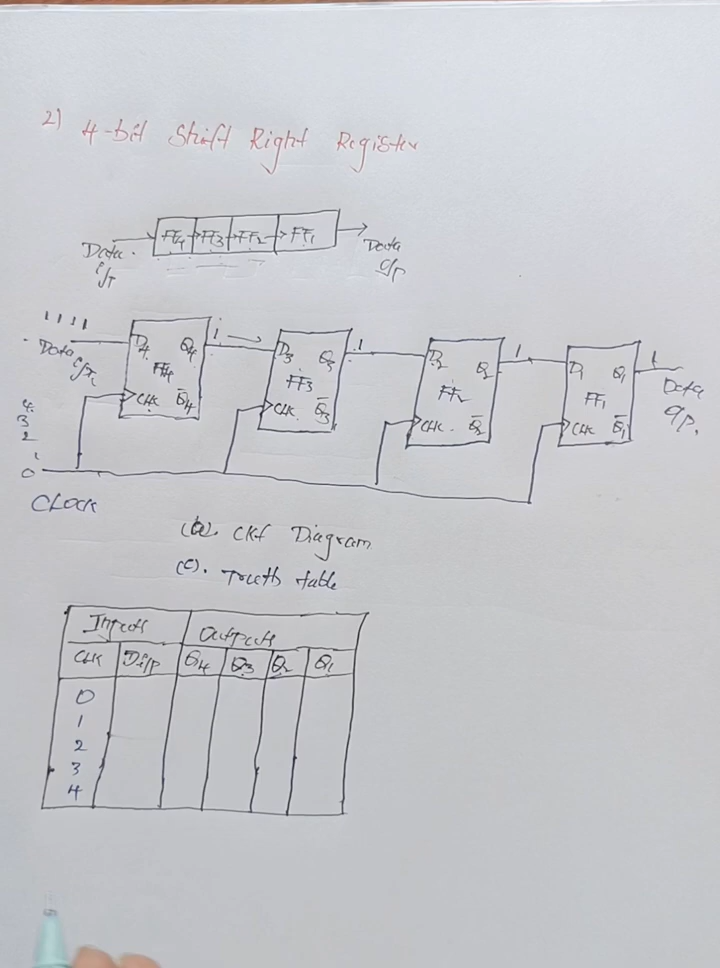 2) 4-bit Shift Right Register
FF4 FF3 FF2 FF1
Data i/p
Data o/p
1 1 1 1
Data i/p
D4 Q4 1
FF4
CLK Q̅4
D3 Q3 1
FF3
CLK Q̅3
D2 Q2 1
FF2
CLK Q̅2
D1 Q1 1
FF1
CLK Q̅1
Data
o/p.
4
3
2
1
0
CLOCK
(b). ckt Diagram
(c). Truth table
Inputs Outputs
CLK Di/p Q4 Q3 Q2 Q1
0
1
2
3
4